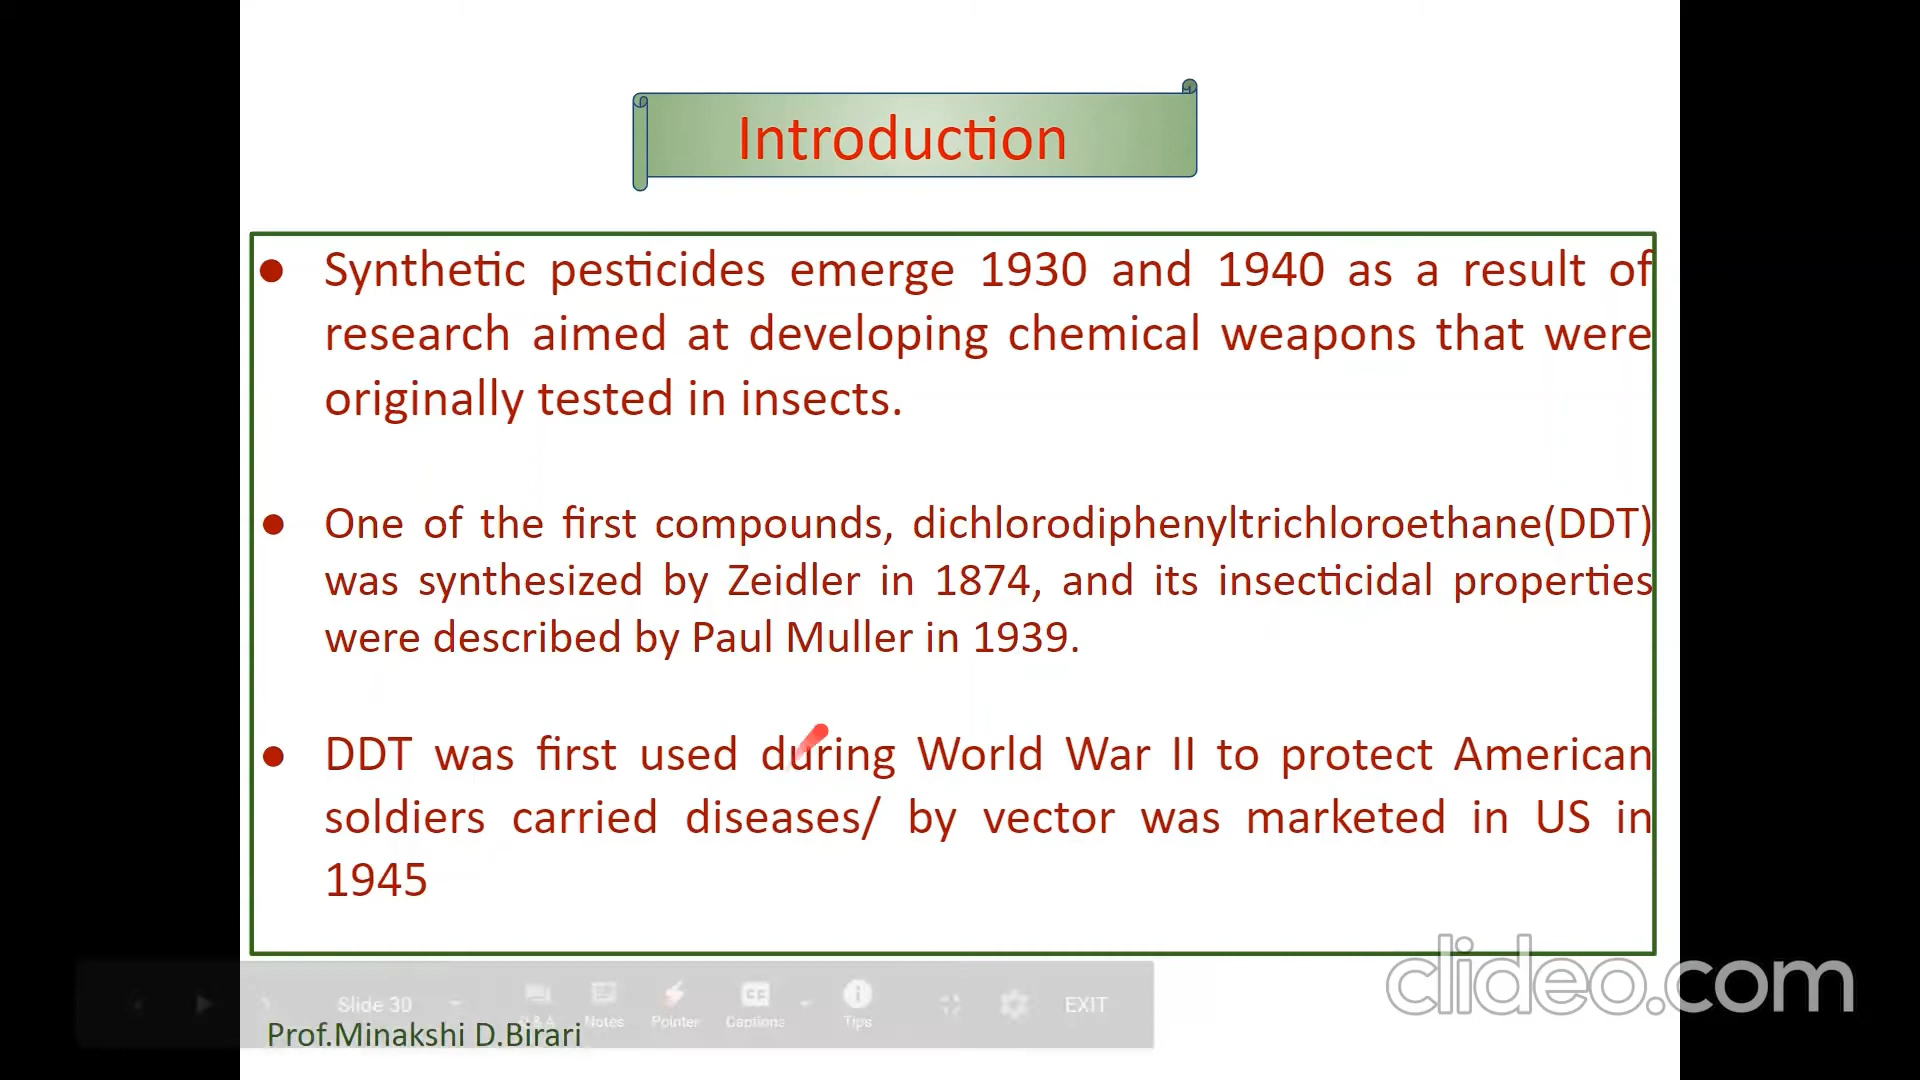 Introduction
● Synthetic pesticides emerge 1930 and 1940 as a result of
research aimed at developing chemical weapons that were
originally tested in insects.
● One of the first compounds, dichlorodiphenyltrichloroethane(DDT)
was synthesized by Zeidler in 1874, and its insecticidal properties
were described by Paul Muller in 1939.
● DDT was first used during World War II to protect American
soldiers carried diseases/ by vector was marketed in US in
1945
clideo.com
Slide 30 Q & A Notes Pointer Captions Tips EXIT
Prof.Minakshi D.Birari